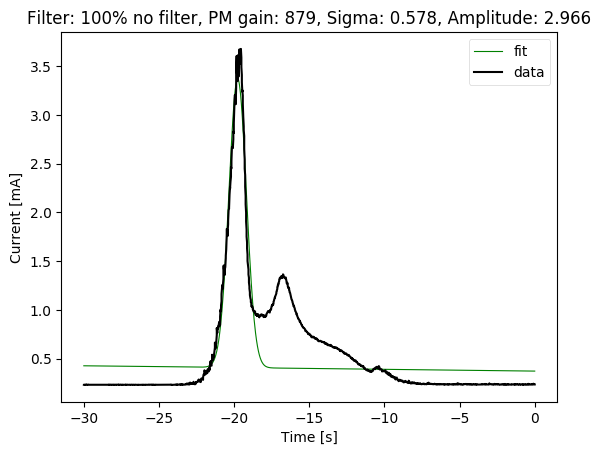 Filter: 100% no filter, PM gain: 879, Sigma: 0.578, Amplitude: 2.966
fit
data
3.5
3.0
2.5
2.0
1.5
1.0
0.5
Current [mA]
−30 −25 −20 −15 −10 −5 0
Time [s]